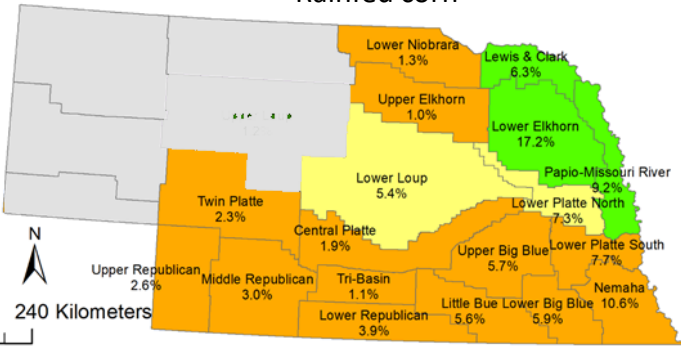 Rainfed corn
Lower Niobrara
1.3%
Lewis & Clark
6.3%
Upper Elkhorn
1.0%
Lower Elkhorn
17.2%
Papio-Missouri River
9.2%
Lower Loup
5.4%
Lower Platte North
7.3%
Twin Platte
2.3%
Central Platte
1.9%
Upper Big Blue
5.7%
Lower Platte South
7.7%
N
Upper Republican
2.6%
Middle Republican
3.0%
Tri-Basin
1.1%
Nemaha
10.6%
Little Bue
5.6%
Lower Big Blue
5.9%
Lower Republican
3.9%
240 Kilometers